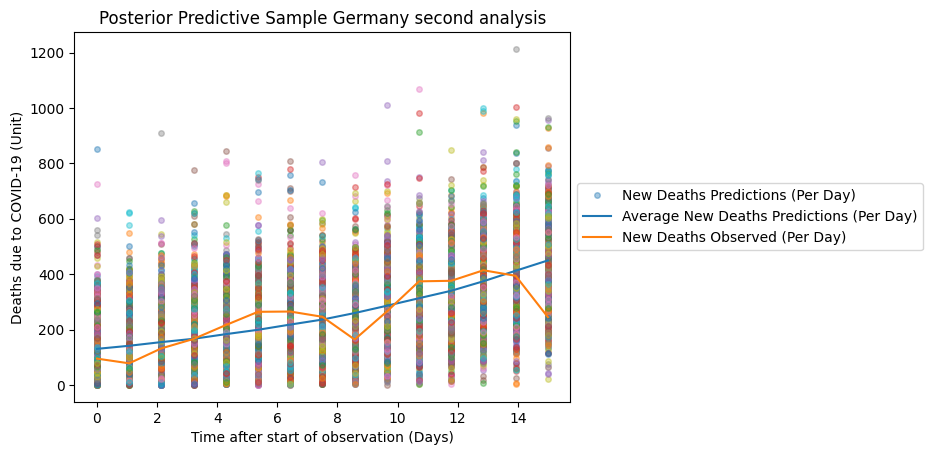 Posterior Predictive Sample Germany second analysis
Deaths due to COVID-19 (Unit)
1200
1000
800
600
400
200
0
0 2 4 6 8 10 12 14
Time after start of observation (Days)
New Deaths Predictions (Per Day)
Average New Deaths Predictions (Per Day)
New Deaths Observed (Per Day)